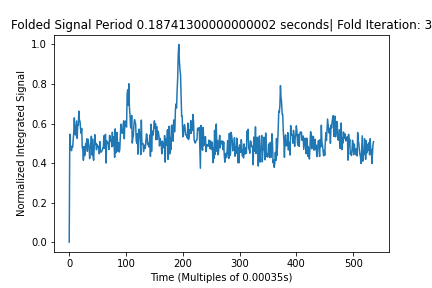 Folded Signal Period 0.18741300000000002 seconds| Fold Iteration: 3
1.0
0.8
0.6
0.4
0.2
0.0
Normalized Integrated Signal
0 100 200 300 400 500
Time (Multiples of 0.00035s)